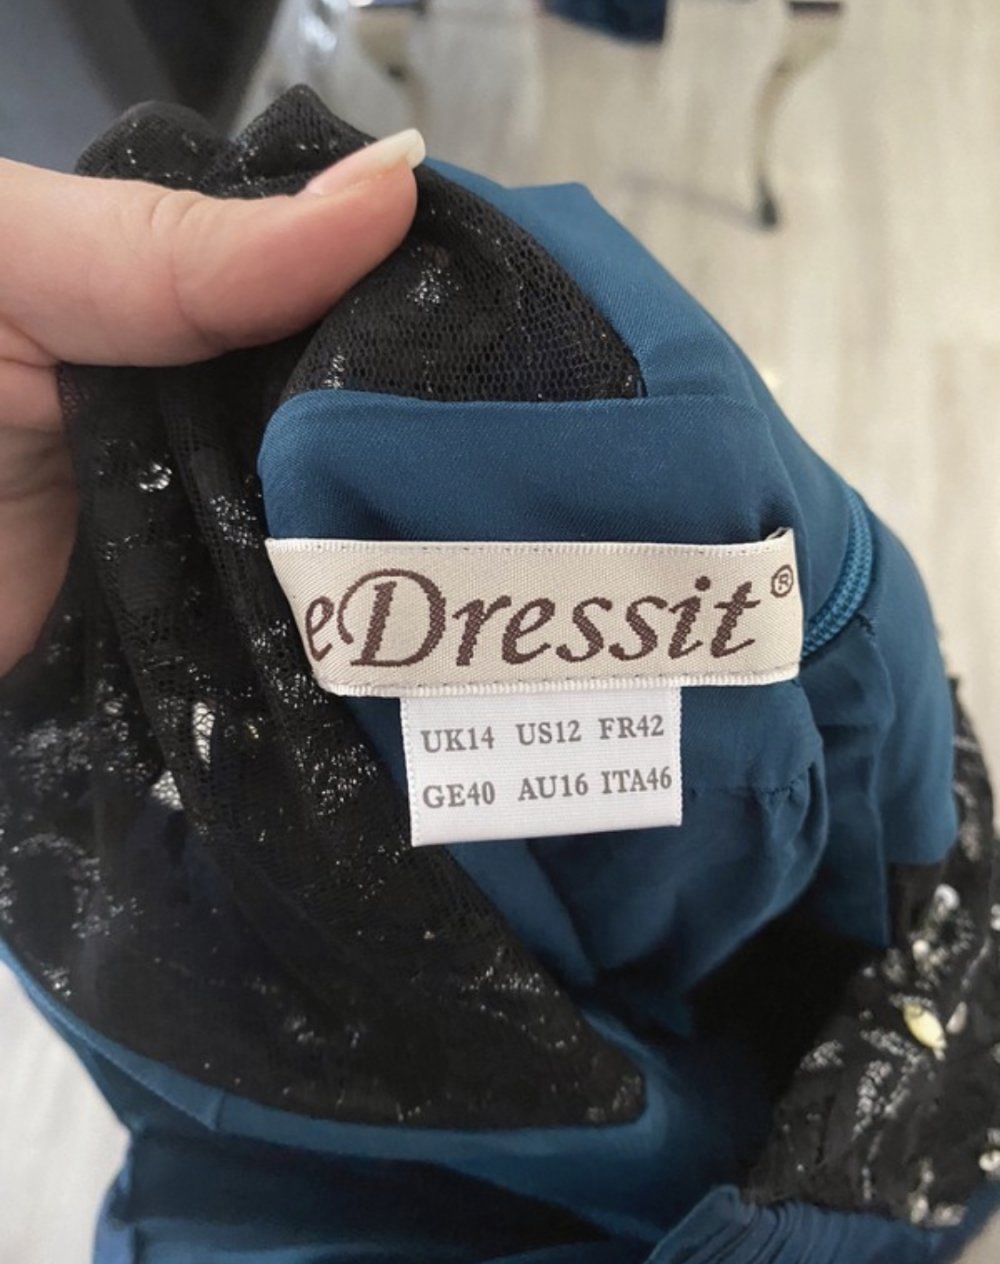 eDressit®
UK14 US12 FR42
GE40 AU16 ITA46